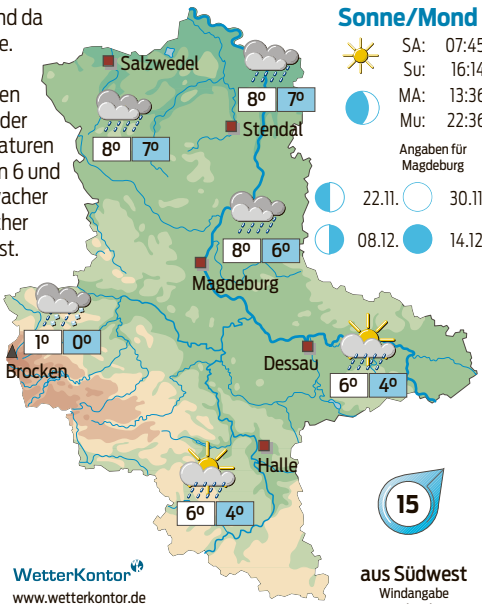 nd da
e.
en
der
aturen
n 6 und
wacher
cher
st.
Sonne/Mond
SA: 07:45
Su: 16:14
MA: 13:36
Mu: 22:36
Angaben für
Magdeburg
22.11. 30.11
08.12. 14.12
Salzwedel
8° 7°
Stendal
8° 7°
8° 6°
Magdeburg
1° 0°
Brocken
Dessau
6° 4°
Halle
6° 4°
15
aus Südwest
Windangabe
WetterKontor
www.wetterkontor.de